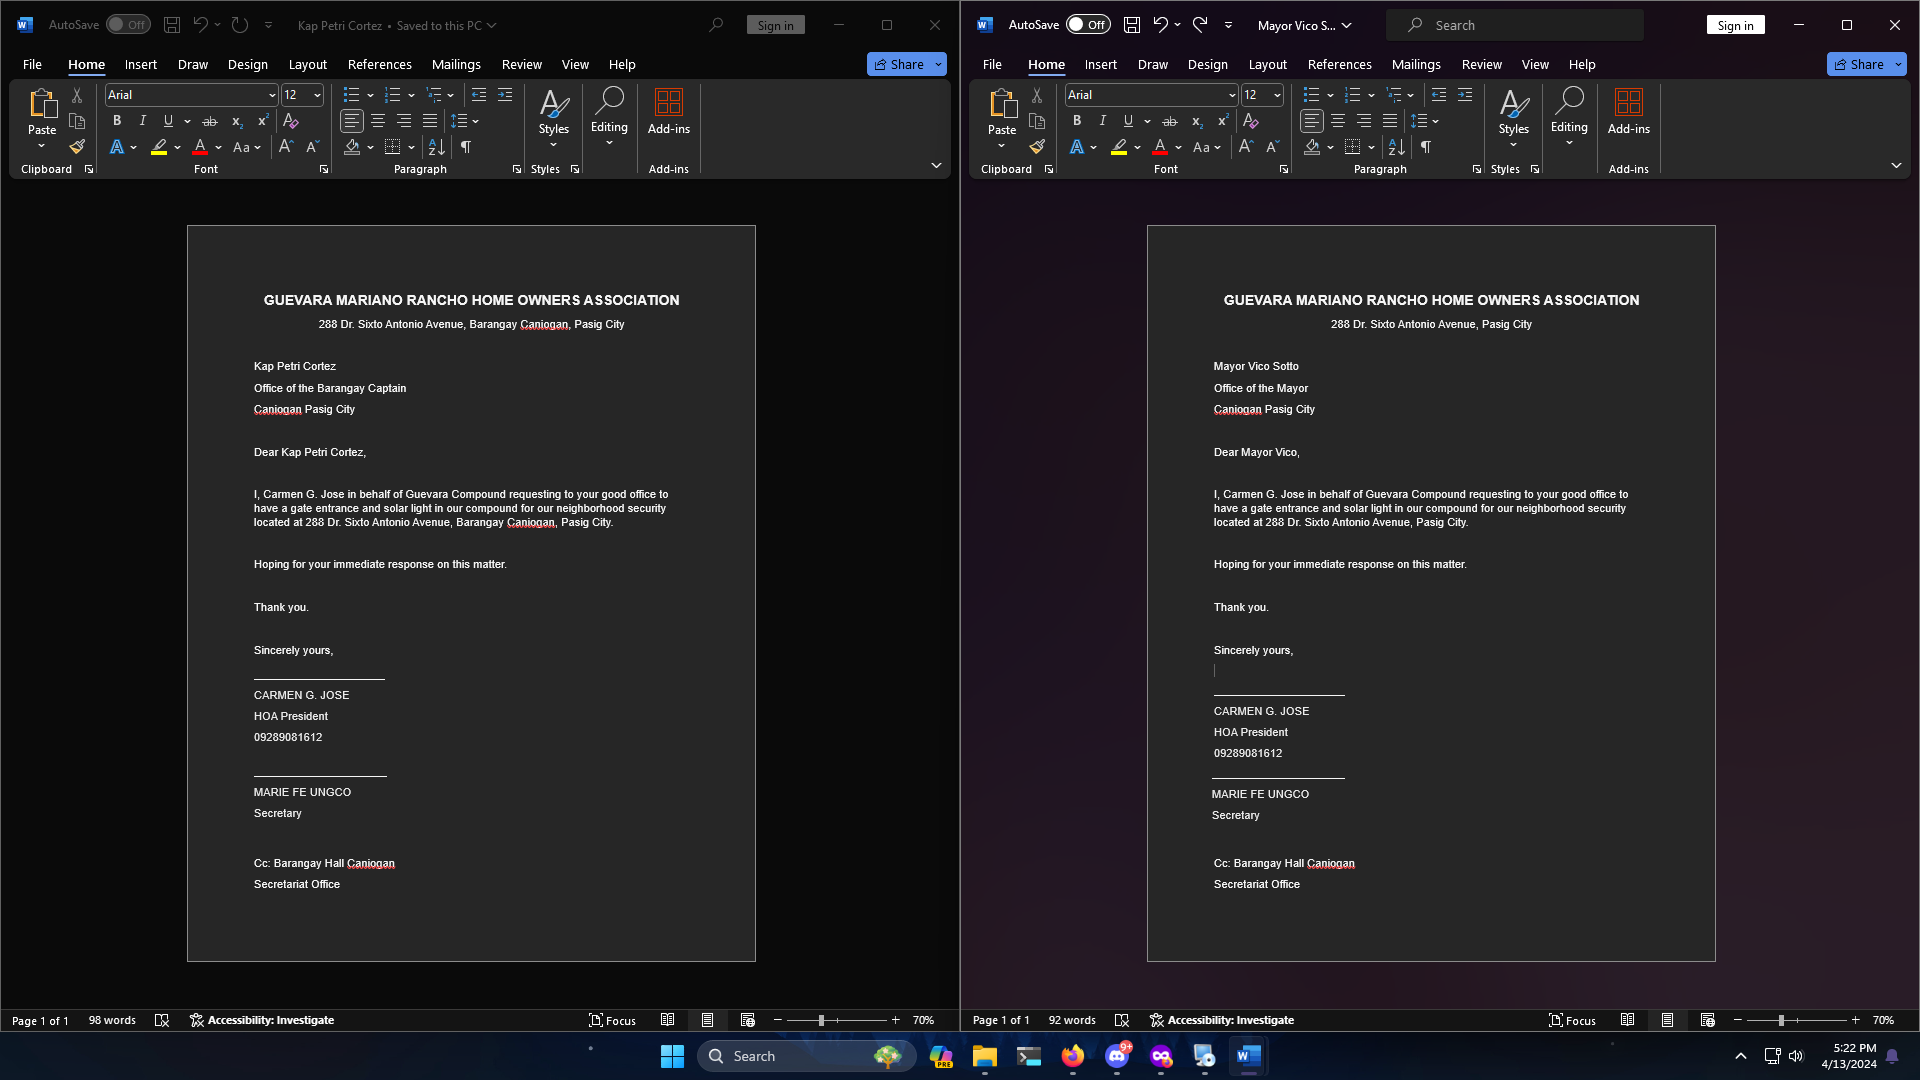 AutoSave Off Kap Petri Cortez • Saved to this PC Sign in
File Home Insert Draw Design Layout References Mailings Review View Help Share
Paste Arial 12 Styles Editing Add-ins
B I U ab x₂ x²
A A Aa A A
Clipboard Font Paragraph Styles Add-ins
GUEVARA MARIANO RANCHO HOME OWNERS ASSOCIATION
288 Dr. Sixto Antonio Avenue, Barangay Caniogan, Pasig City
Kap Petri Cortez
Office of the Barangay Captain
Caniogan Pasig City
Dear Kap Petri Cortez,
I, Carmen G. Jose in behalf of Guevara Compound requesting to your good office to
have a gate entrance and solar light in our compound for our neighborhood security
located at 288 Dr. Sixto Antonio Avenue, Barangay Caniogan, Pasig City.
Hoping for your immediate response on this matter.
Thank you.
Sincerely yours,
CARMEN G. JOSE
HOA President
09289081612
MARIE FE UNGCO
Secretary
Cc: Barangay Hall Caniogan
Secretariat Office
Page 1 of 1 98 words Accessibility: Investigate Focus 70%
AutoSave Off Mayor Vico S... Search Sign in
File Home Insert Draw Design Layout References Mailings Review View Help Share
Paste Arial 12 Styles Editing Add-ins
B I U ab x₂ x²
A A Aa A A
Clipboard Font Paragraph Styles Add-ins
GUEVARA MARIANO RANCHO HOME OWNERS ASSOCIATION
288 Dr. Sixto Antonio Avenue, Pasig City
Mayor Vico Sotto
Office of the Mayor
Caniogan Pasig City
Dear Mayor Vico,
I, Carmen G. Jose in behalf of Guevara Compound requesting to your good office to
have a gate entrance and solar light in our compound for our neighborhood security
located at 288 Dr. Sixto Antonio Avenue, Pasig City.
Hoping for your immediate response on this matter.
Thank you.
Sincerely yours,
CARMEN G. JOSE
HOA President
09289081612
MARIE FE UNGCO
Secretary
Cc: Barangay Hall Caniogan
Secretariat Office
Page 1 of 1 92 words Accessibility: Investigate Focus 70%
Search PRE 9+ 5:22 PM
4/13/2024